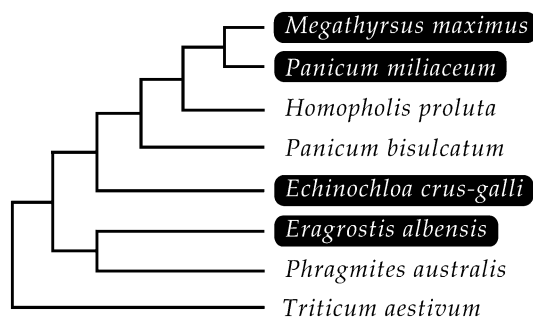 Megathyrsus maximus
Panicum miliaceum
Homopholis proluta
Panicum bisulcatum
Echinochloa crus-galli
Eragrostis albensis
Phragmites australis
Triticum aestivum